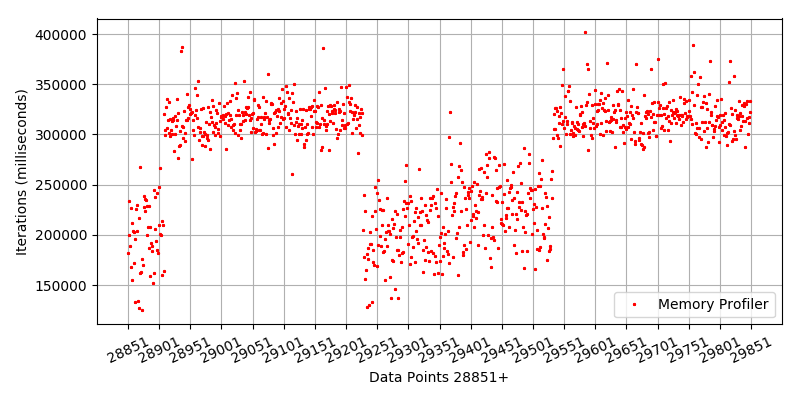 400000
350000
300000
250000
200000
150000
Iterations (milliseconds)
Memory Profiler
28851 28901 28951 29001 29051 29101 29151 29201 29251 29301 29351 29401 29451 29501 29551 29601 29651 29701 29751 29801 29851
Data Points 28851+